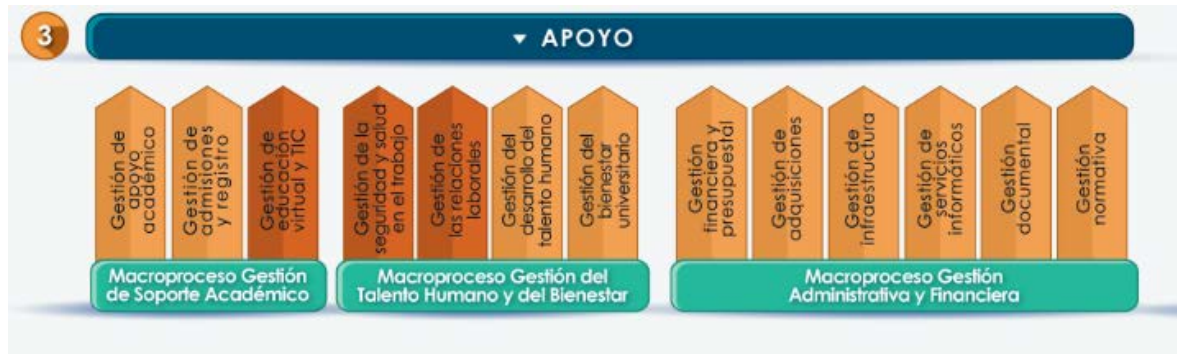 3
▼ APOYO
Gestión de
apoyo
académico
Gestión de
admisiones
y registro
Gestión de
educación
virtual y TIC
Macroproceso Gestión
de Soporte Académico
Gestión de la
seguridad y salud
en el trabajo
Gestión de
las relaciones
laborales
Gestión del
desarrollo del
talento humano
Gestión del
bienestar
universitario
Macroproceso Gestión del
Talento Humano y del Bienestar
Gestión
financiera y
presupuestal
Gestión de
adquisiciones
Gestión de
infraestructura
Gestión de
servicios
informáticos
Gestión
documental
Gestión
normativa
Macroproceso Gestión
Administrativa y Financiera